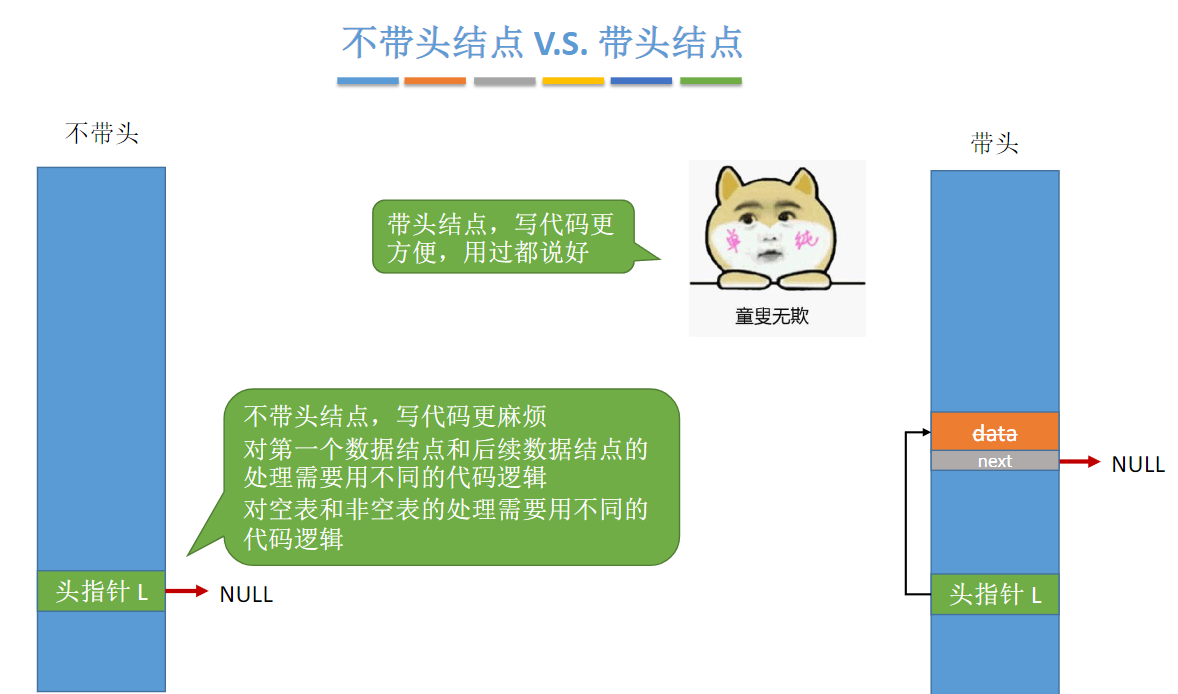 不带头结点 V.S. 带头结点
不带头
带头
带头结点，写代码更
方便，用过都说好
单 纯
童叟无欺
不带头结点，写代码更麻烦
对第一个数据结点和后续数据结点的
处理需要用不同的代码逻辑
对空表和非空表的处理需要用不同的
代码逻辑
头指针 L
NULL
data
next
NULL
头指针 L